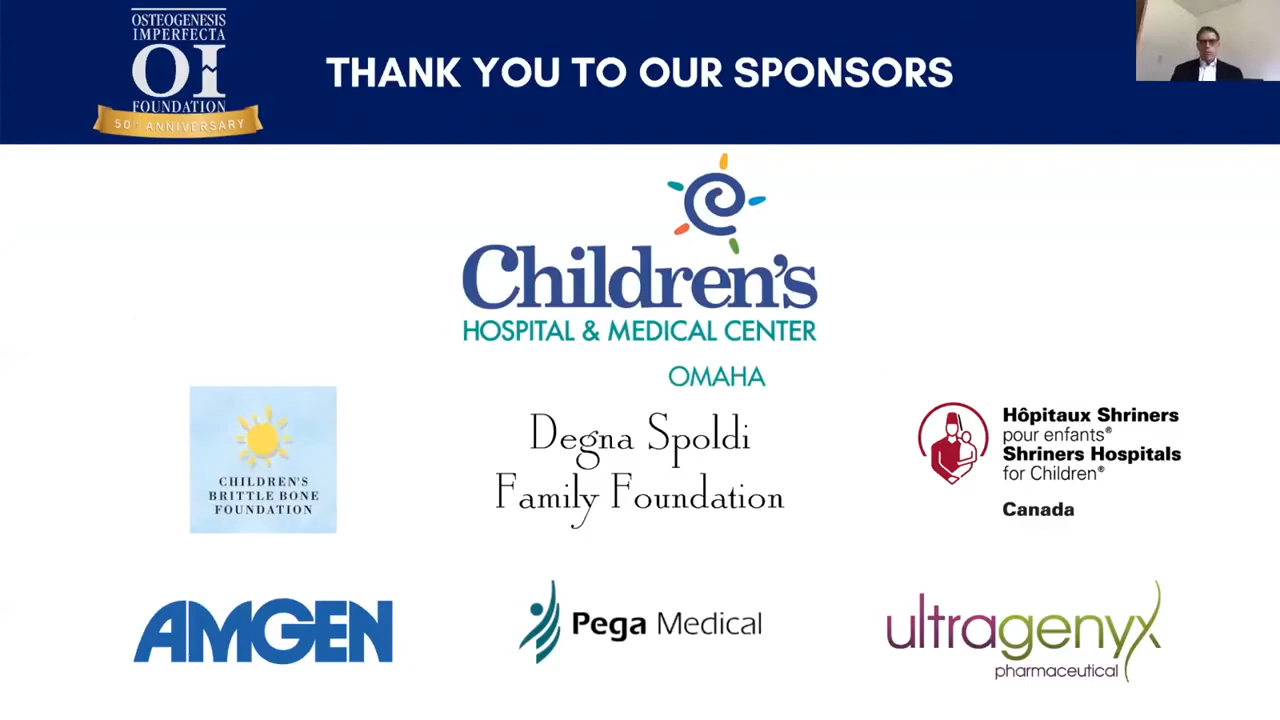 OSTEOGENESIS
IMPERFECTA
OI
FOUNDATION
50TH ANNIVERSARY
THANK YOU TO OUR SPONSORS
Children's
HOSPITAL & MEDICAL CENTER
OMAHA
CHILDREN'S
BRITTLE BONE
FOUNDATION
Degna Spoldi
Family Foundation
Hôpitaux Shriners
pour enfants®
Shriners Hospitals
for Children®
Canada
AMGEN
Pega Medical
ultragenyx
pharmaceutical